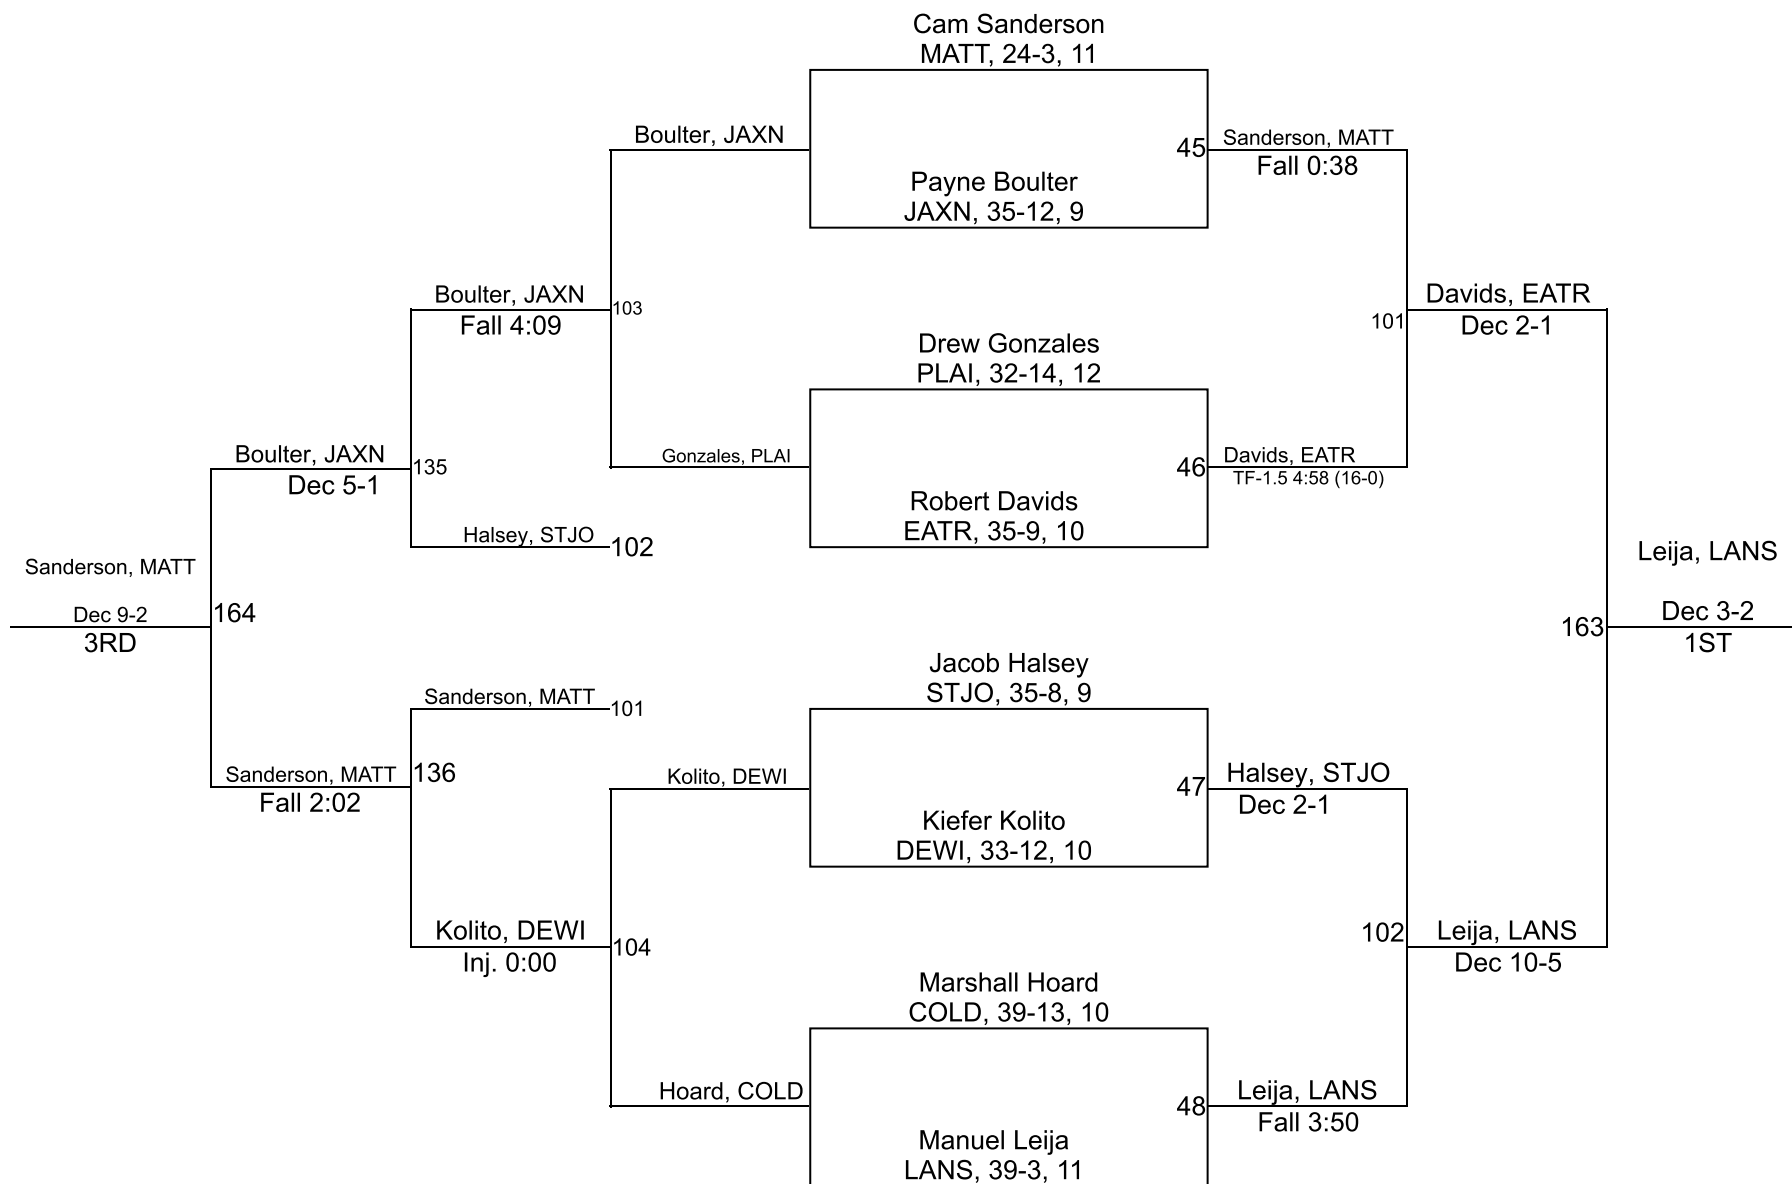 Cam Sanderson
MATT, 24-3, 11
Boulter, JAXN
45
Sanderson, MATT
Fall 0:38
Payne Boulter
JAXN, 35-12, 9
Boulter, JAXN
Fall 4:09
103
101
Davids, EATR
Dec 2-1
Drew Gonzales
PLAI, 32-14, 12
Boulter, JAXN
Dec 5-1
135
Gonzales, PLAI
46
Davids, EATR
TF-1.5 4:58 (16-0)
Robert Davids
EATR, 35-9, 10
Halsey, STJO
102
Sanderson, MATT
Dec 9-2
3RD
164
163
Leija, LANS
Dec 3-2
1ST
Jacob Halsey
STJO, 35-8, 9
Sanderson, MATT
101
Sanderson, MATT
Fall 2:02
136
Kolito, DEWI
47
Halsey, STJO
Dec 2-1
Kiefer Kolito
DEWI, 33-12, 10
Kolito, DEWI
Inj. 0:00
104
102
Leija, LANS
Dec 10-5
Marshall Hoard
COLD, 39-13, 10
Hoard, COLD
48
Leija, LANS
Fall 3:50
Manuel Leija
LANS, 39-3, 11